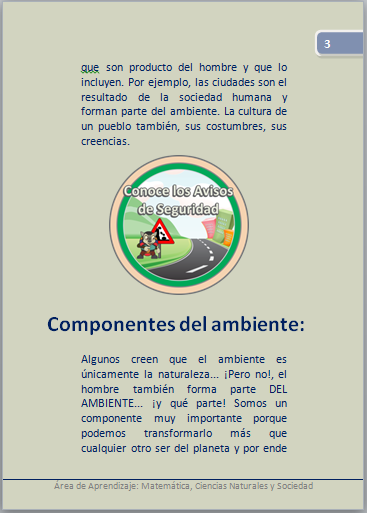 3
que son producto del hombre y que lo
incluyen. Por ejemplo, las ciudades son el
resultado de la sociedad humana y
forman parte del ambiente. La cultura de
un pueblo también, sus costumbres, sus
creencias.
Conoce los Avisos
de Seguridad
Componentes del ambiente:
Algunos creen que el ambiente es
únicamente la naturaleza... ¡Pero no!, el
hombre también forma parte DEL
AMBIENTE... ¡y qué parte! Somos un
componente muy importante porque
podemos transformarlo más que
cualquier otro ser del planeta y por ende
Área de Aprendizaje: Matemática, Ciencias Naturales y Sociedad